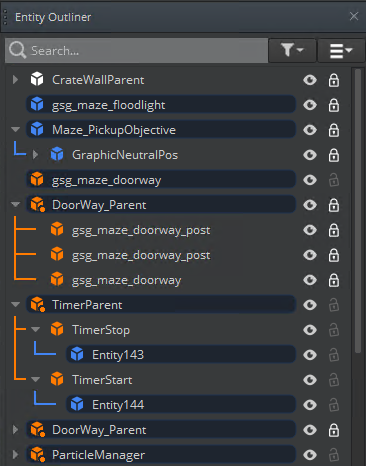 Entity Outliner
Search...
CrateWallParent
gsg_maze_floodlight
Maze_PickupObjective
GraphicNeutralPos
gsg_maze_doorway
DoorWay_Parent
gsg_maze_doorway_post
gsg_maze_doorway_post
gsg_maze_doorway
TimerParent
TimerStop
Entity143
TimerStart
Entity144
DoorWay_Parent
ParticleManager